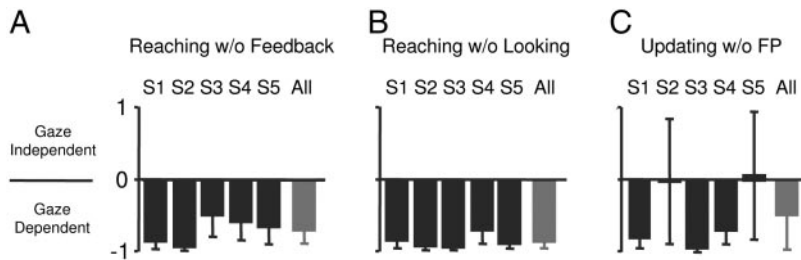 A B C
Reaching w/o Feedback Reaching w/o Looking Updating w/o FP
S1 S2 S3 S4 S5 All S1 S2 S3 S4 S5 All S1 S2 S3 S4 S5 All
1
Gaze
Independent
0
Gaze
Dependent
-1